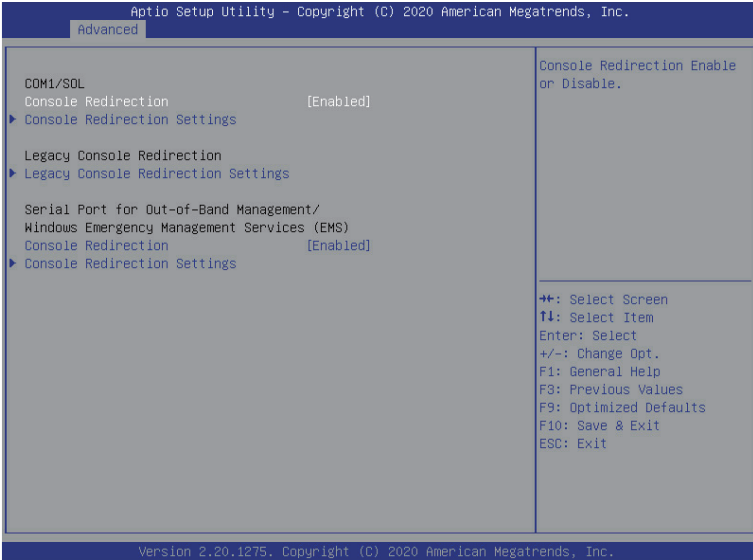 Aptio Setup Utility – Copyright (C) 2020 American Megatrends, Inc.
Advanced
COM1/SOL
Console Redirection [Enabled]
▶ Console Redirection Settings
Legacy Console Redirection
▶ Legacy Console Redirection Settings
Serial Port for Out-of-Band Management/
Windows Emergency Management Services (EMS)
Console Redirection [Enabled]
▶ Console Redirection Settings
Console Redirection Enable
or Disable.
→←: Select Screen
↑↓: Select Item
Enter: Select
+/-: Change Opt.
F1: General Help
F3: Previous Values
F9: Optimized Defaults
F10: Save & Exit
ESC: Exit
Version 2.20.1275. Copyright (C) 2020 American Megatrends, Inc.